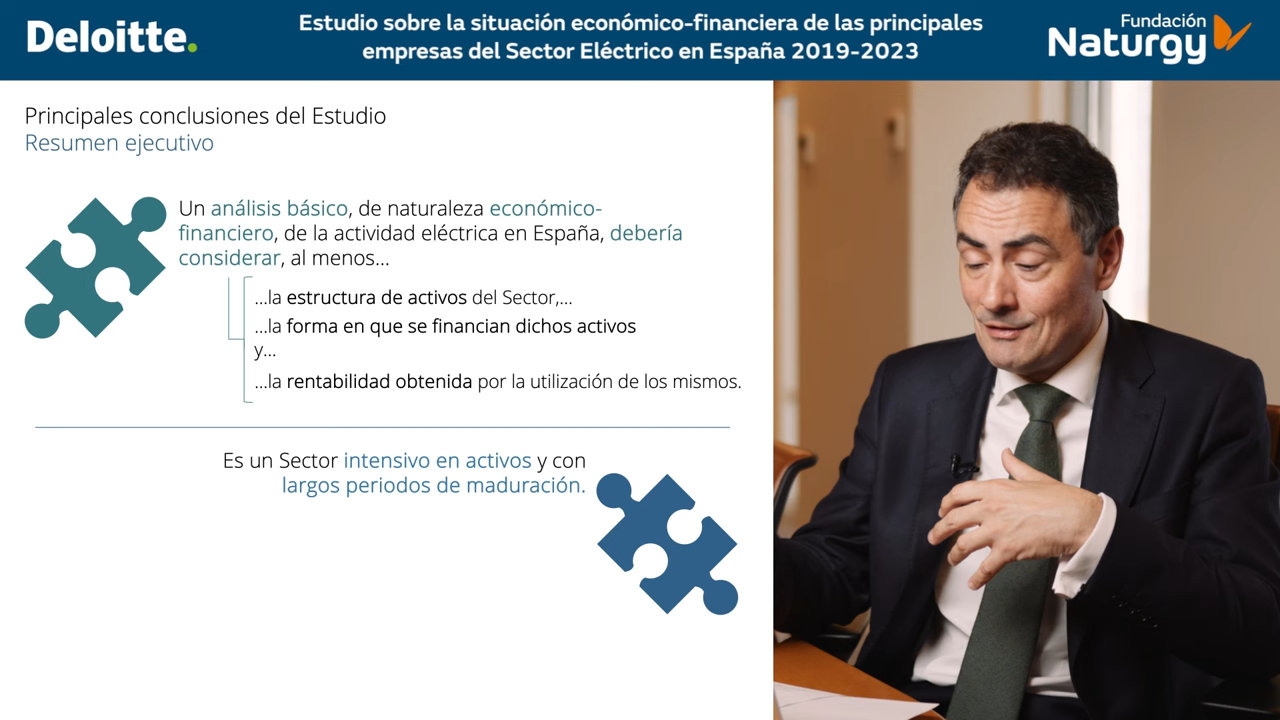 Deloitte.
Estudio sobre la situación económico-financiera de las principales
empresas del Sector Eléctrico en España 2019-2023
Fundación
Naturgy
Principales conclusiones del Estudio
Resumen ejecutivo
Un análisis básico, de naturaleza económico-
financiero, de la actividad eléctrica en España, debería
considerar, al menos...
...la estructura de activos del Sector,...
...la forma en que se financian dichos activos
y...
...la rentabilidad obtenida por la utilización de los mismos.
Es un Sector intensivo en activos y con
largos periodos de maduración.